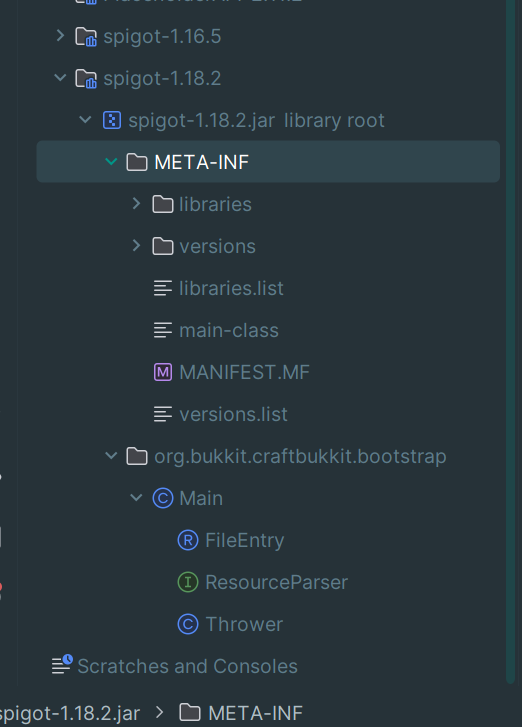 spigot-1.16.5
spigot-1.18.2
spigot-1.18.2.jar library root
META-INF
libraries
versions
libraries.list
main-class
MANIFEST.MF
versions.list
org.bukkit.craftbukkit.bootstrap
Main
FileEntry
ResourceParser
Thrower
Scratches and Consoles
spigot-1.18.2.jar > META-INF